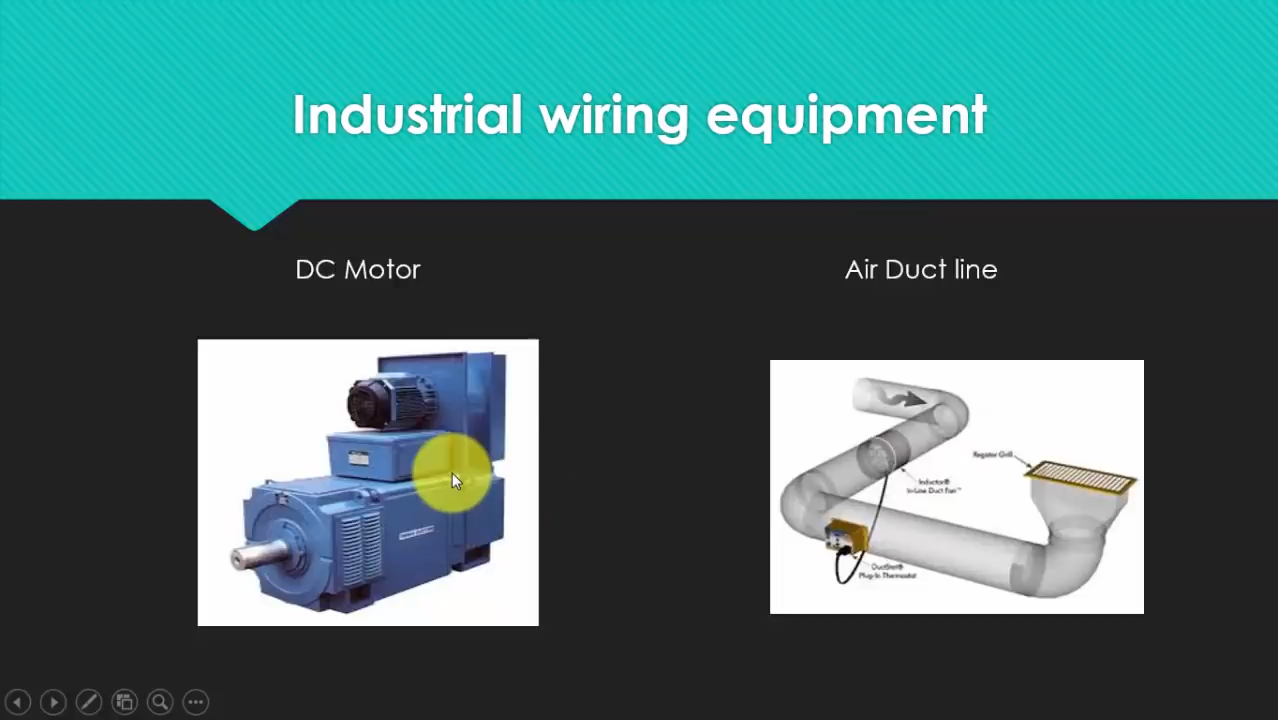 Industrial wiring equipment
DC Motor
Air Duct line
Register Grill
Inductor®
In-Line Duct Fan™
DuctStat®
Plug-In Thermostat